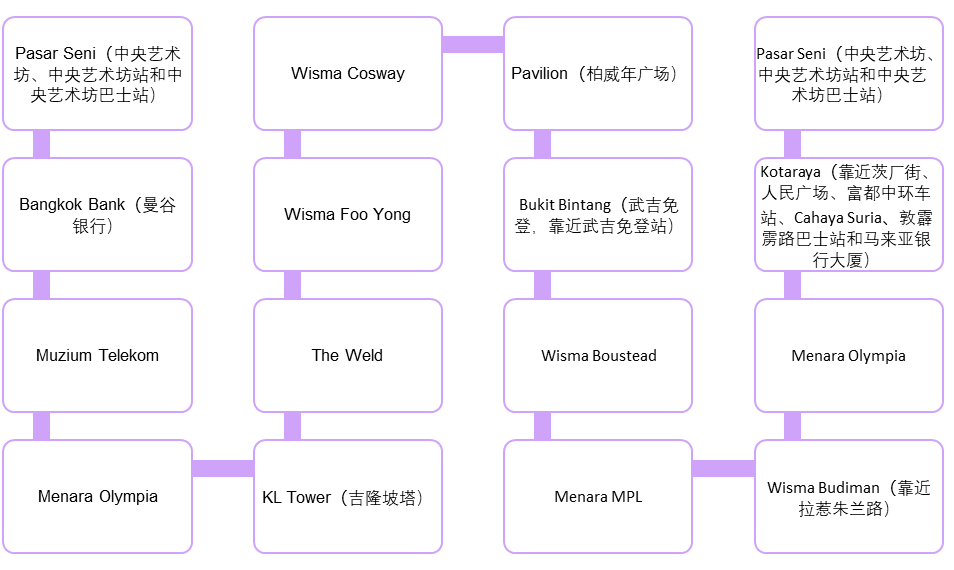 Pasar Seni（中央艺术
坊、中央艺术坊站和中
央艺术坊巴士站）
Bangkok Bank（曼谷
银行）
Muzium Telekom
Menara Olympia
KL Tower（吉隆坡塔）
The Weld
Wisma Foo Yong
Wisma Cosway
Pavilion（柏威年广场）
Bukit Bintang（武吉免
登，靠近武吉免登站）
Wisma Boustead
Menara MPL
Wisma Budiman（靠近
拉惹朱兰路）
Menara Olympia
Kotaraya（靠近茨厂街、
人民广场、富都中环车
站、Cahaya Suria、敦霹
雳路巴士站和马来亚银
行大厦）
Pasar Seni（中央艺术坊、
中央艺术坊站和中央艺
术坊巴士站）